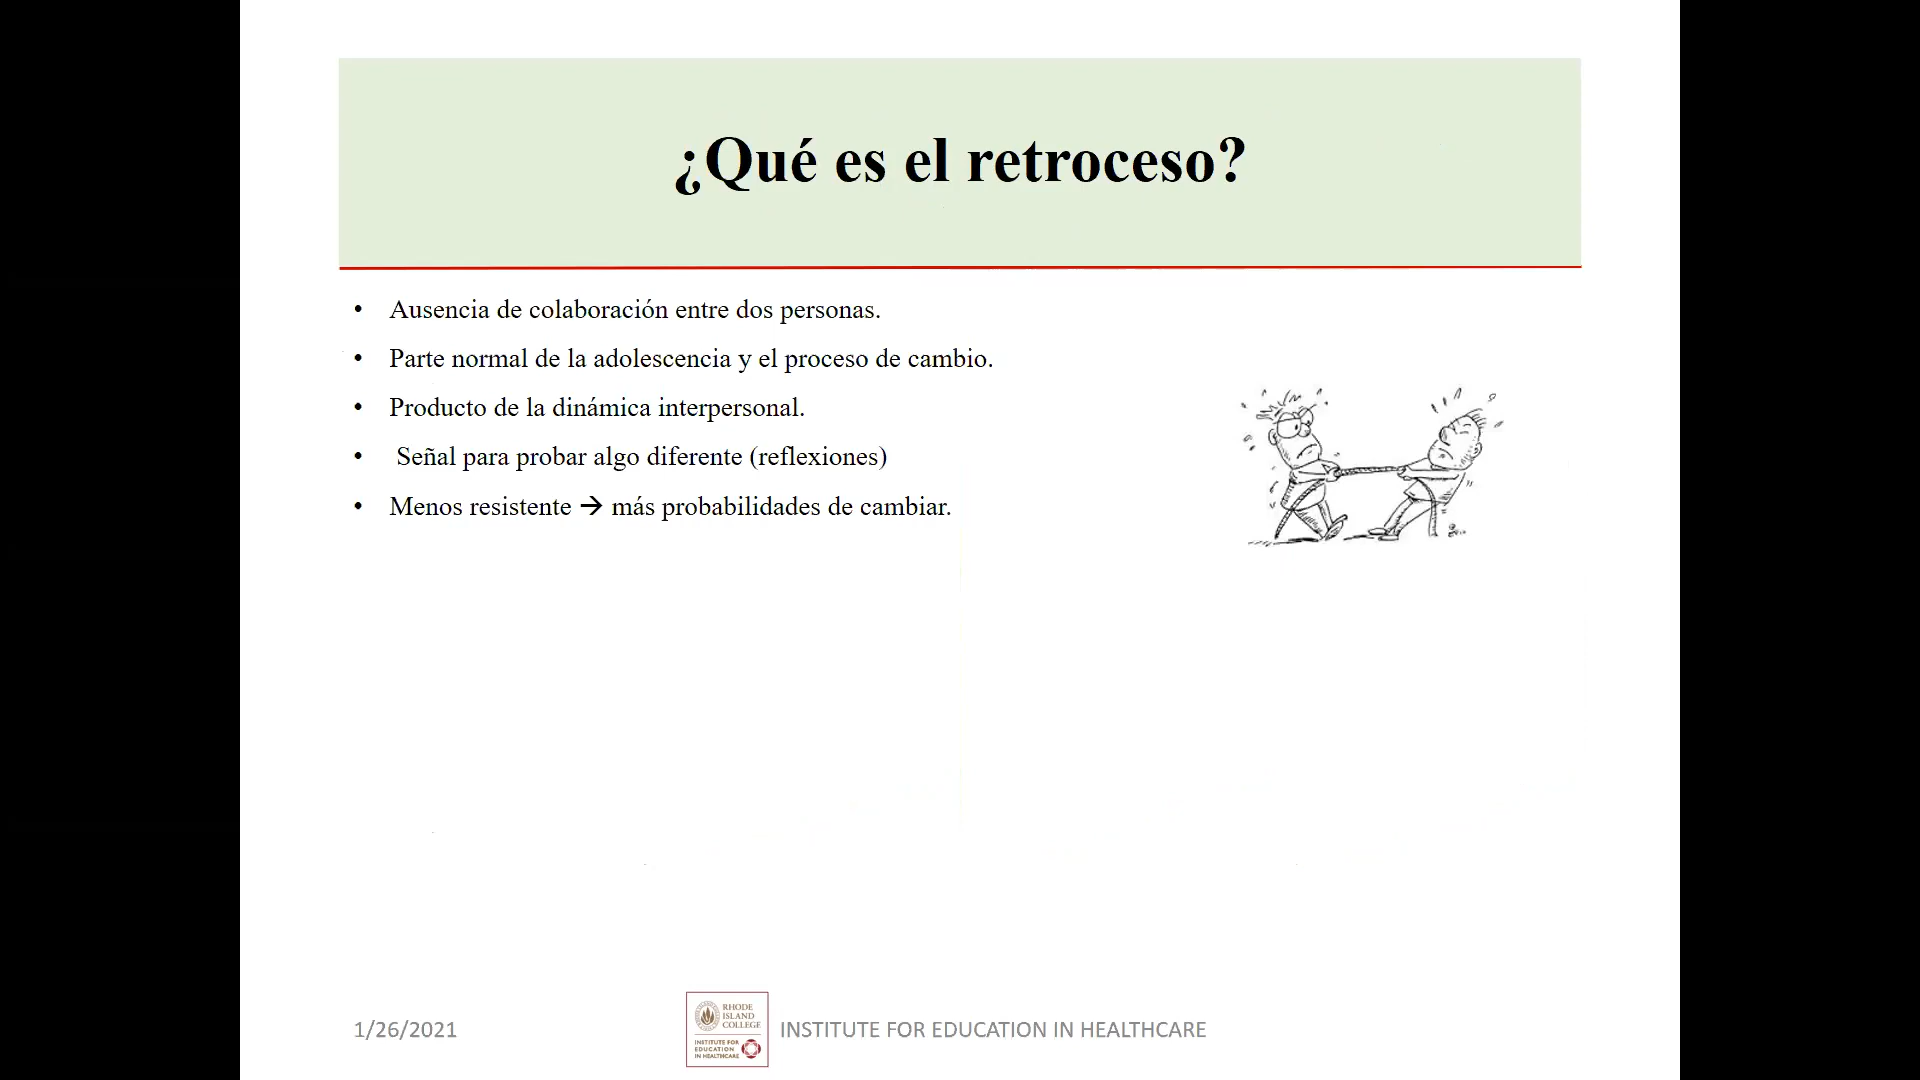 ¿Qué es el retroceso?
• Ausencia de colaboración entre dos personas.
• Parte normal de la adolescencia y el proceso de cambio.
• Producto de la dinámica interpersonal.
• Señal para probar algo diferente (reflexiones)
• Menos resistente → más probabilidades de cambiar.
1/26/2021
RHODE
ISLAND
COLLEGE
INSTITUTE FOR
EDUCATION
IN HEALTHCARE
INSTITUTE FOR EDUCATION IN HEALTHCARE